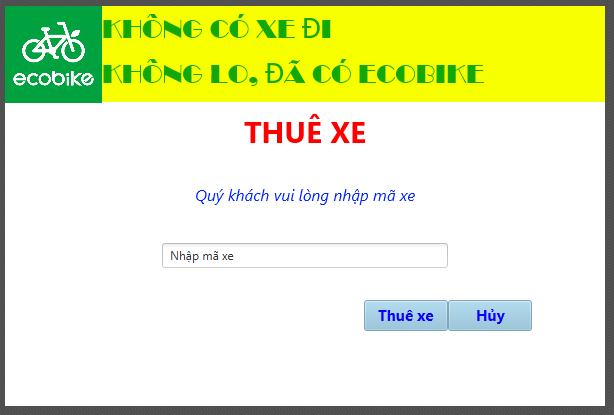 KHÔNG CÓ XE ĐI
KHÔNG LO, ĐÃ CÓ ECOBIKE
ecobike
THUÊ XE
Quý khách vui lòng nhập mã xe
Nhập mã xe
Thuê xe
Hủy